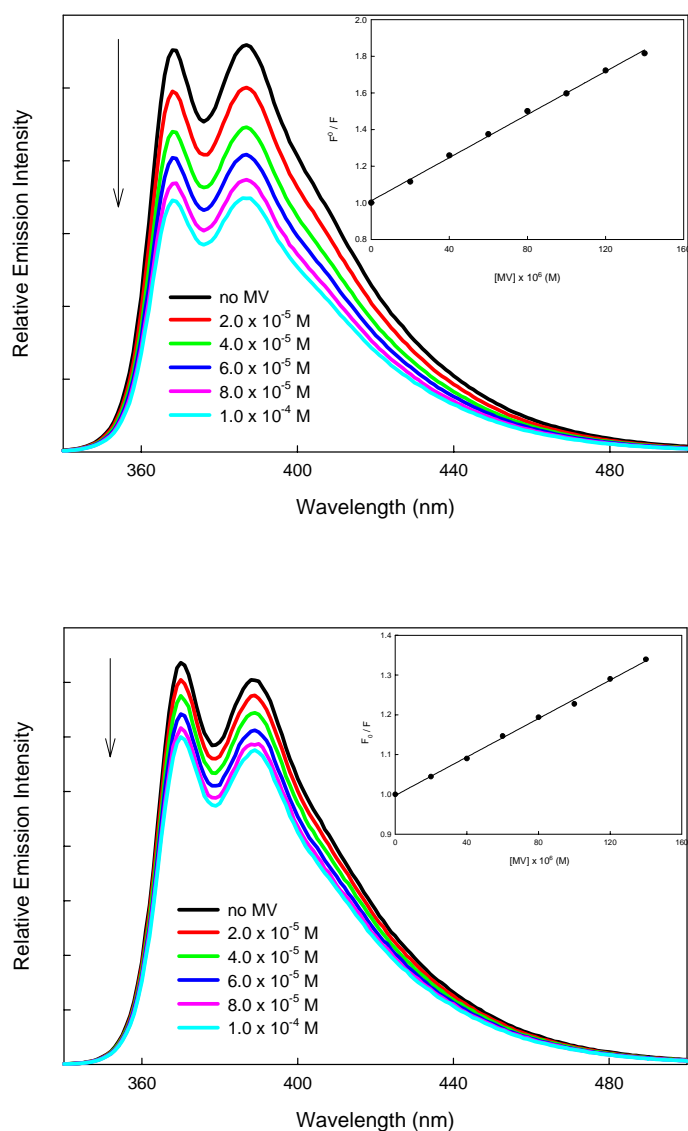 Relative Emission Intensity
2.0
1.8
1.6
1.4
1.2
1.0
0.8
F⁰ / F
0 40 80 120 160
[MV] x 10⁶ (M)
no MV
2.0 x 10⁻⁵ M
4.0 x 10⁻⁵ M
6.0 x 10⁻⁵ M
8.0 x 10⁻⁵ M
1.0 x 10⁻⁴ M
360 400 440 480
Wavelength (nm)
Relative Emission Intensity
1.4
1.3
1.2
1.1
1.0
0.9
F₀ / F
0 40 80 120 160
[MV] x 10⁶ (M)
no MV
2.0 x 10⁻⁵ M
4.0 x 10⁻⁵ M
6.0 x 10⁻⁵ M
8.0 x 10⁻⁵ M
1.0 x 10⁻⁴ M
360 400 440 480
Wavelength (nm)